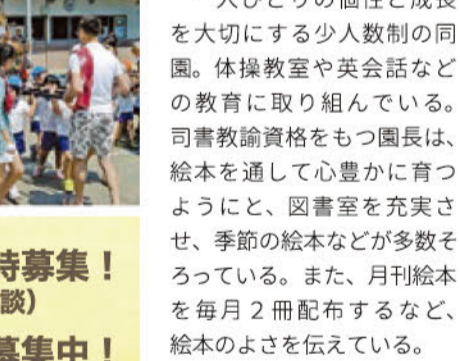 人ひとりの個性と成長
を大切にする少人数制の同
園。体操教室や英会話など
の教育に取り組んでいる。
司書教諭資格をもつ園長は、
絵本を通して心豊かに育つ
ようにと、図書室を充実さ
せ、季節の絵本などが多数そ
ろっている。また、月刊絵本
を毎月２冊配布するなど、
絵本のよさを伝えている。
時募集！
談）
募集中！